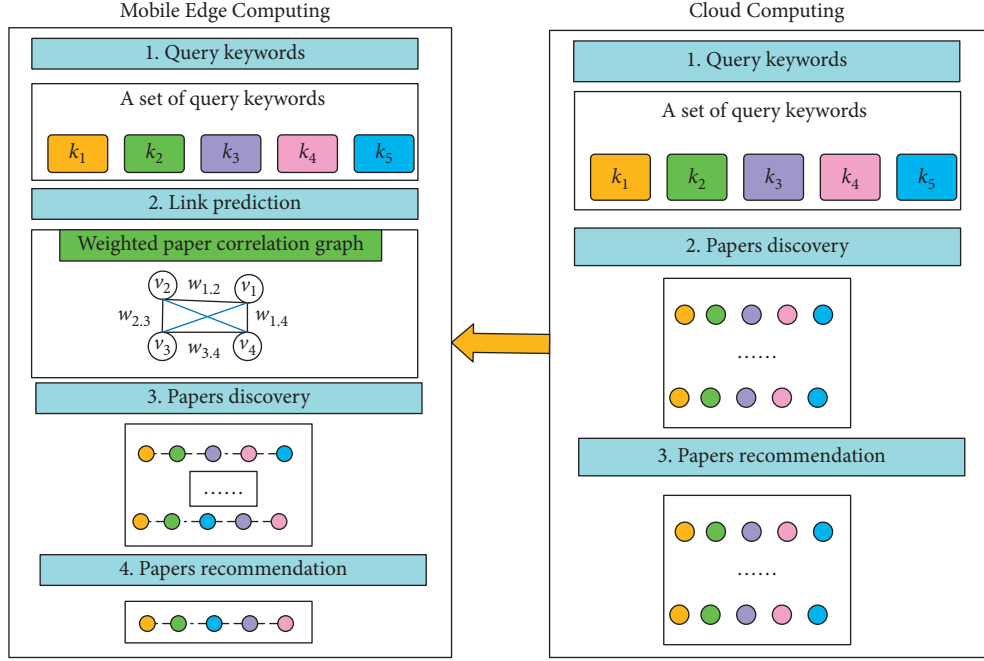 Mobile Edge Computing
1. Query keywords
A set of query keywords
k1 k2 k3 k4 k5
2. Link prediction
Weighted paper correlation graph
v2 w1.2 v1
w2.3 w1.4
v3 w3.4 v4
3. Papers discovery
......
4. Papers recommendation
Cloud Computing
1. Query keywords
A set of query keywords
k1 k2 k3 k4 k5
2. Papers discovery
......
3. Papers recommendation
......